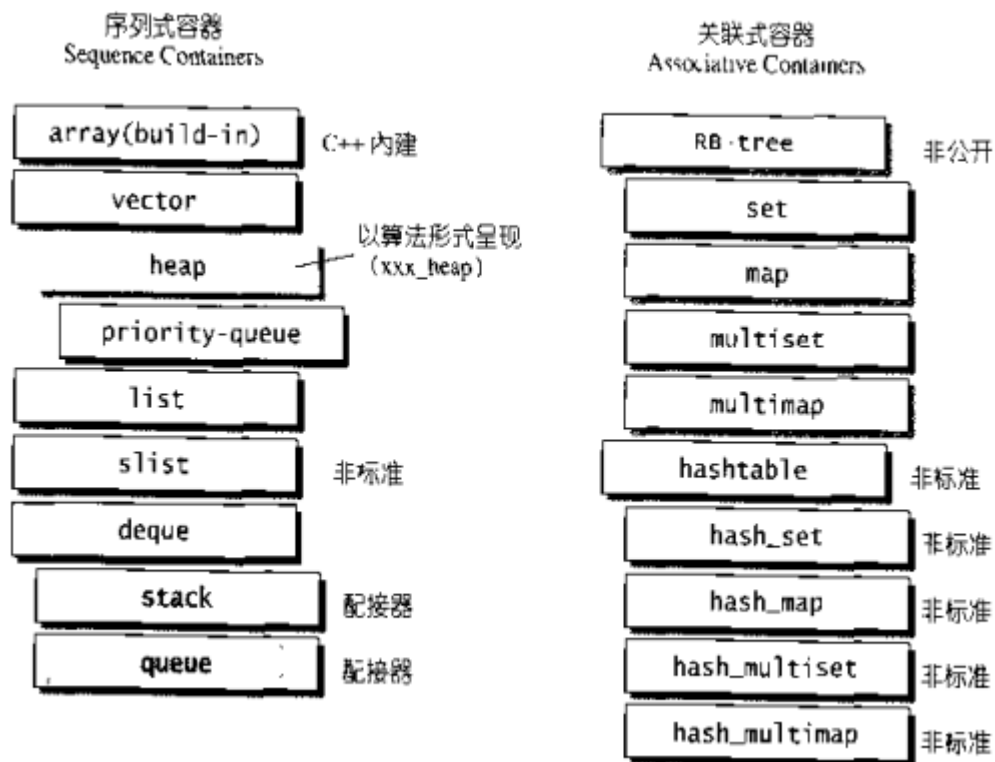 序列式容器
Sequence Containers
array(build-in)
C++ 内建
vector
heap
以算法形式呈现
(xxx_heap)
priority-queue
list
slist
非标准
deque
stack
配接器
queue
配接器
关联式容器
Associative Containers
RB-tree
非公开
set
map
multiset
multimap
hashtable
非标准
hash_set
非标准
hash_map
非标准
hash_multiset
非标准
hash_multimap
非标准